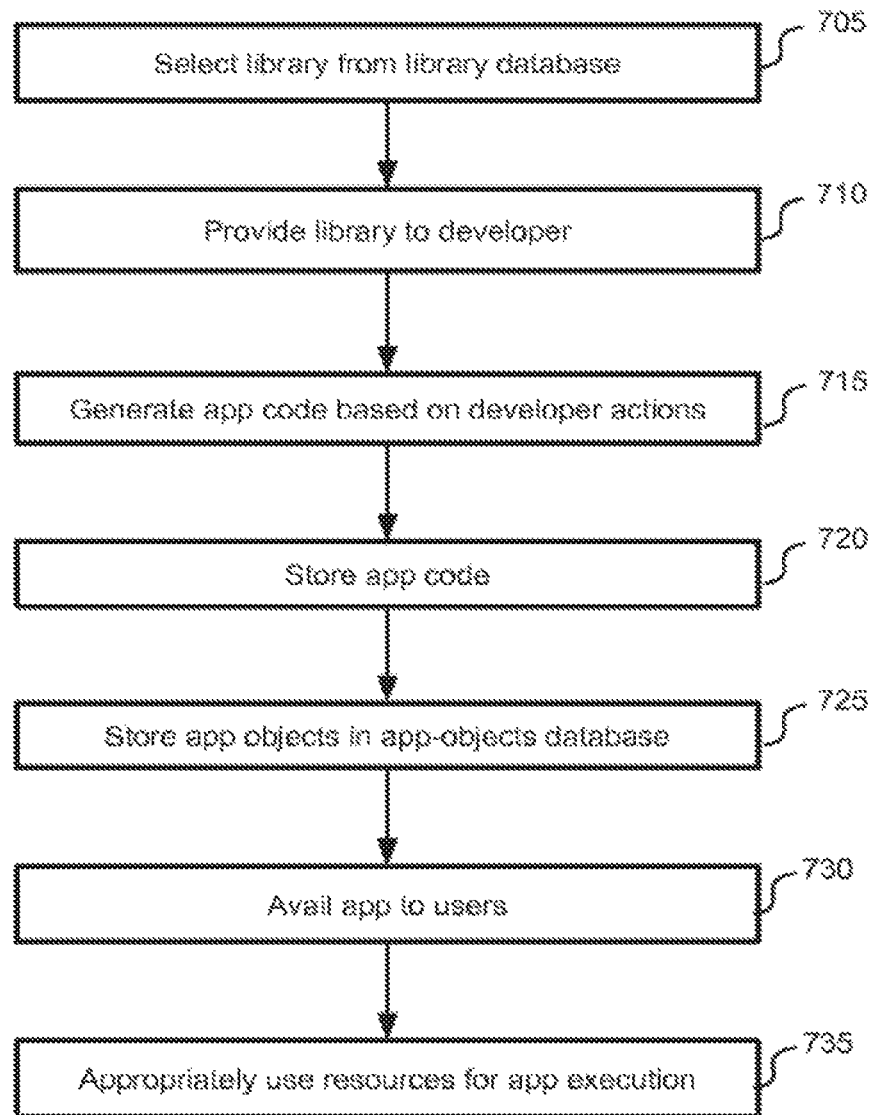 Select library from library database
705
Provide library to developer
710
Generate app code based on developer actions
715
Store app code
720
Store app objects in app-objects database
725
Avail app to users
730
Appropriately use resources for app execution
735